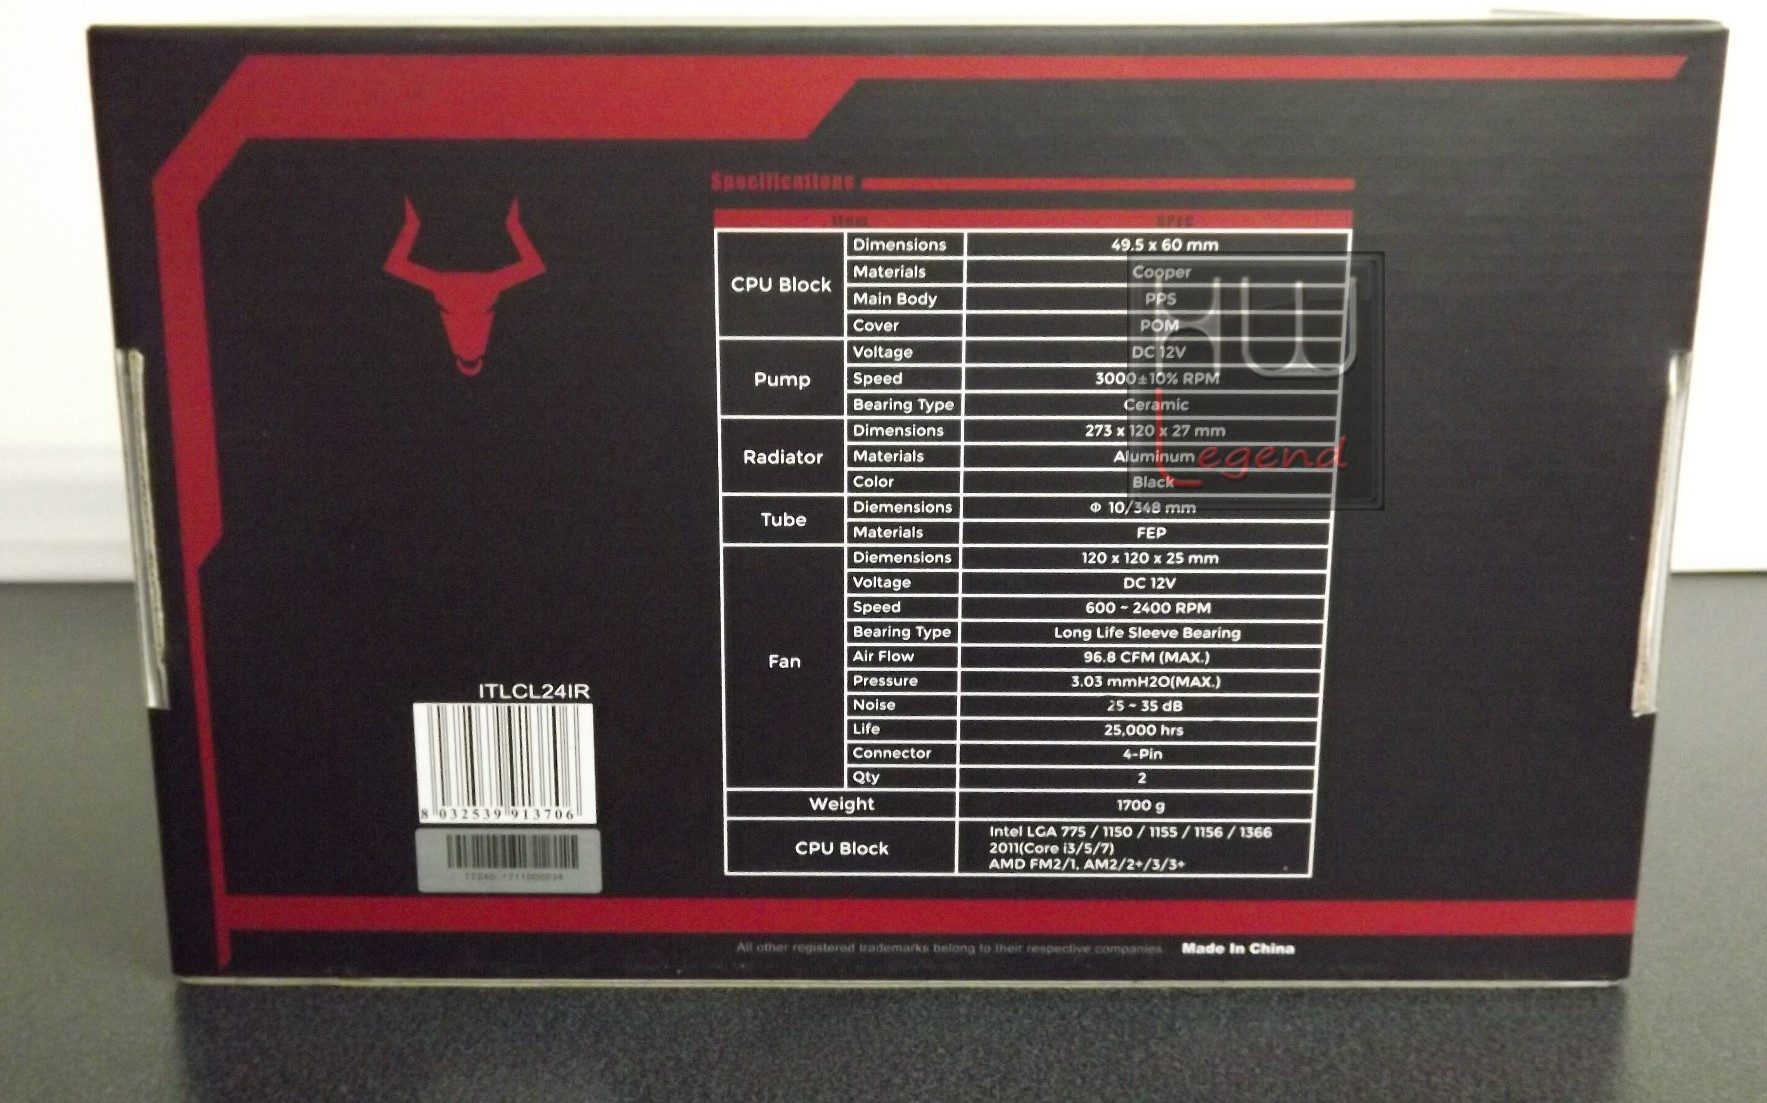 Specifications
Item SPEC
CPU Block
Dimensions 49.5 x 60 mm
Materials Cooper
Main Body PPS
Cover POM
Pump
Voltage DC 12V
Speed 3000±10% RPM
Bearing Type Ceramic
Radiator
Dimensions 273 x 120 x 27 mm
Materials Aluminum
Color Black
Tube
Diemensions Φ 10/348 mm
Materials FEP
Fan
Diemensions 120 x 120 x 25 mm
Voltage DC 12V
Speed 600 ~ 2400 RPM
Bearing Type Long Life Sleeve Bearing
Air Flow 96.8 CFM (MAX.)
Pressure 3.03 mmH2O(MAX.)
Noise 25 ~ 35 dB
Life 25,000 hrs
Connector 4-Pin
Qty 2
Weight 1700 g
CPU Block
Intel LGA 775 / 1150 / 1155 / 1156 / 1366
2011(Core i3/5/7)
AMD FM2/1, AM2/2+/3/3+
HW
Legend
ITLCL24IR
8 032539 913706
All other registered trademarks belong to their respective companies. Made In China